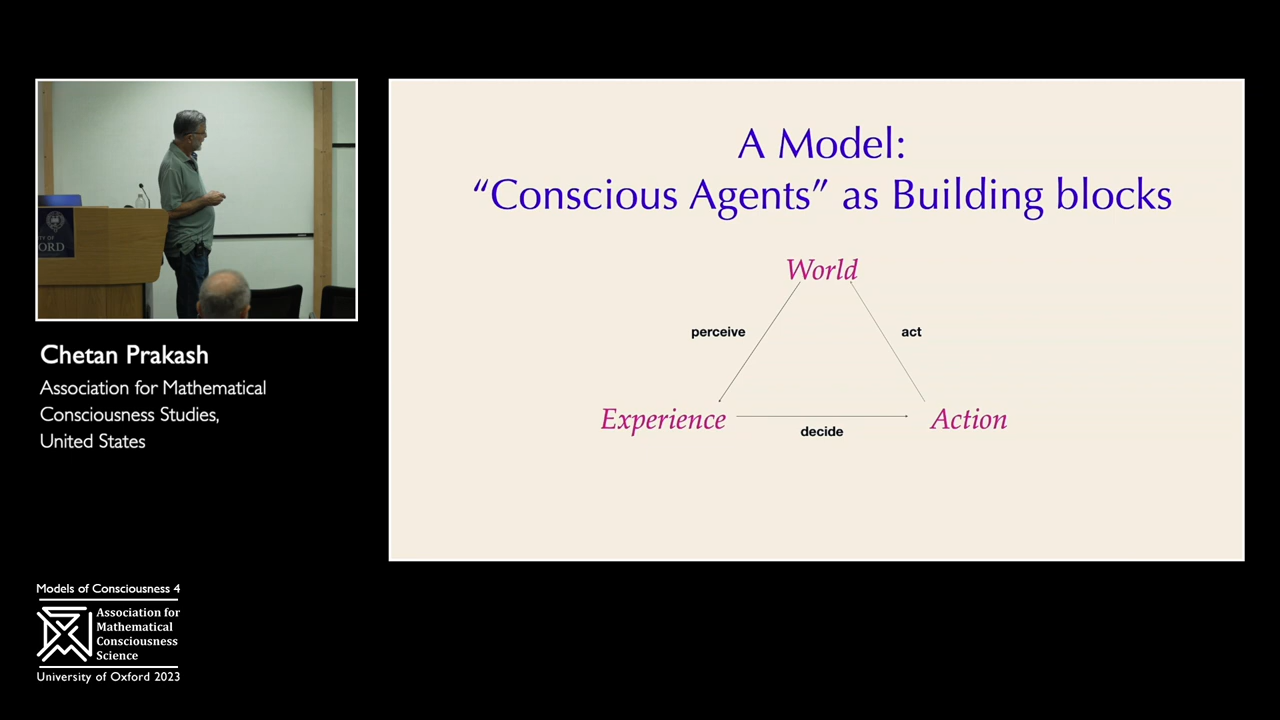 A Model:
“Conscious Agents” as Building blocks
World
perceive
act
Experience
Action
decide
Chetan Prakash
Association for Mathematical
Consciousness Studies,
United States
Models of Consciousness 4
Association for
Mathematical
Consciousness
Science
University of Oxford 2023